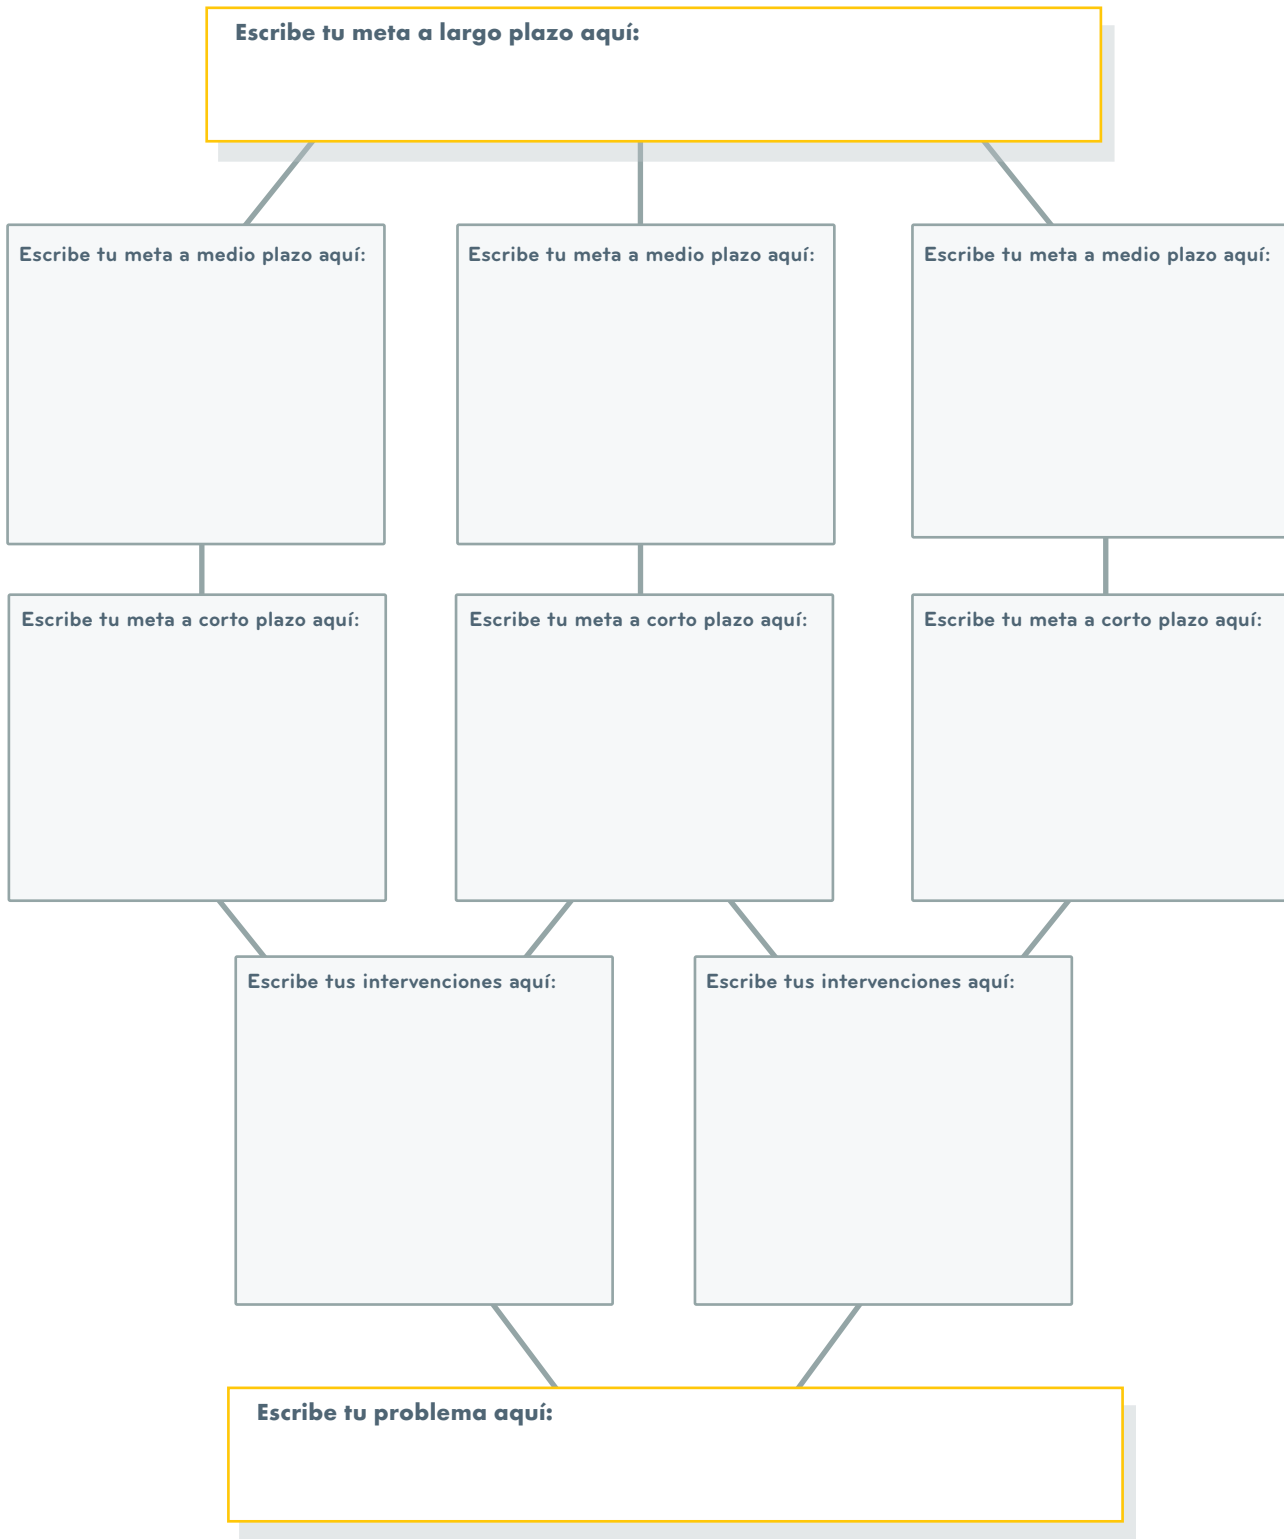 Escribe tu meta a largo plazo aquí:
Escribe tu meta a medio plazo aquí:
Escribe tu meta a medio plazo aquí:
Escribe tu meta a medio plazo aquí:
Escribe tu meta a corto plazo aquí:
Escribe tu meta a corto plazo aquí:
Escribe tu meta a corto plazo aquí:
Escribe tus intervenciones aquí:
Escribe tus intervenciones aquí:
Escribe tu problema aquí: